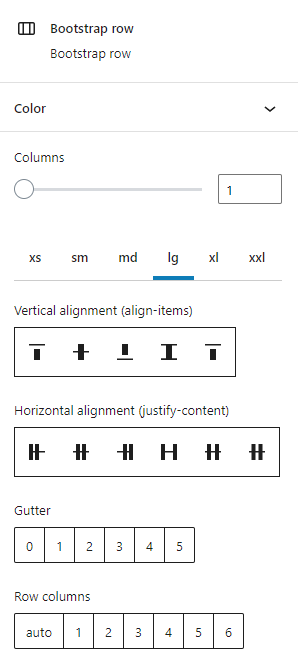 Bootstrap row
Bootstrap row
Color
Columns
1
xs sm md lg xl xxl
Vertical alignment (align-items)
Horizontal alignment (justify-content)
Gutter
0 1 2 3 4 5
Row columns
auto 1 2 3 4 5 6